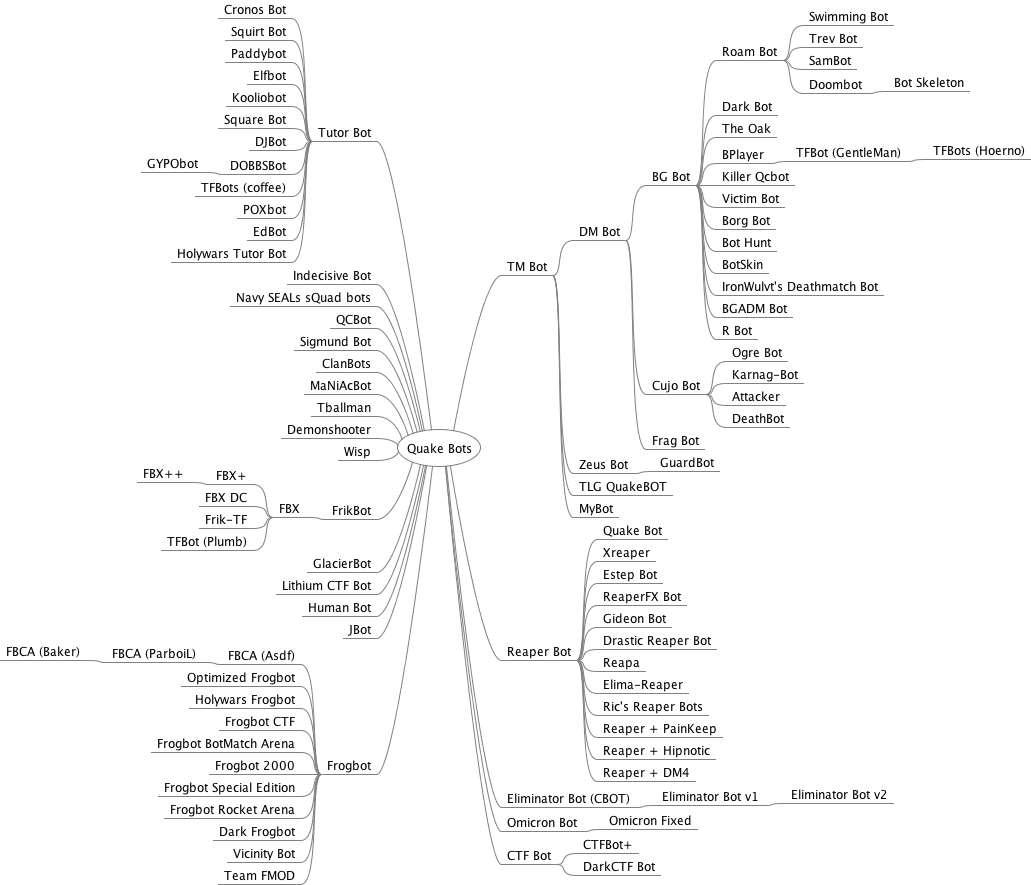 Quake Bots
Tutor Bot
Cronos Bot
Squirt Bot
Paddybot
Elfbot
Kooliobot
Square Bot
DJBot
DOBBSBot
GYPObot
TFBots (coffee)
POXbot
EdBot
Holywars Tutor Bot
Indecisive Bot
Navy SEALs sQuad bots
QCBot
Sigmund Bot
ClanBots
MaNiAcBot
Tballman
Demonshooter
Wisp
FrikBot
FBX
FBX+
FBX++
FBX DC
Frik-TF
TFBot (Plumb)
GlacierBot
Lithium CTF Bot
Human Bot
JBot
Frogbot
FBCA (Asdf)
FBCA (ParboiL)
FBCA (Baker)
Optimized Frogbot
Holywars Frogbot
Frogbot CTF
Frogbot BotMatch Arena
Frogbot 2000
Frogbot Special Edition
Frogbot Rocket Arena
Dark Frogbot
Vicinity Bot
Team FMOD
TM Bot
DM Bot
BG Bot
Roam Bot
Swimming Bot
Trev Bot
SamBot
Doombot
Bot Skeleton
Dark Bot
The Oak
BPlayer
TFBot (GentleMan)
TFBots (Hoerno)
Killer Qcbot
Victim Bot
Borg Bot
Bot Hunt
BotSkin
IronWulvt's Deathmatch Bot
BGADM Bot
R Bot
Cujo Bot
Ogre Bot
Karnag-Bot
Attacker
DeathBot
Frag Bot
Zeus Bot
GuardBot
TLG QuakeBOT
MyBot
Reaper Bot
Quake Bot
Xreaper
Estep Bot
ReaperFX Bot
Gideon Bot
Drastic Reaper Bot
Reapa
Elima-Reaper
Ric's Reaper Bots
Reaper + PainKeep
Reaper + Hipnotic
Reaper + DM4
Eliminator Bot (CBOT)
Eliminator Bot v1
Eliminator Bot v2
Omicron Bot
Omicron Fixed
CTF Bot
CTFBot+
DarkCTF Bot